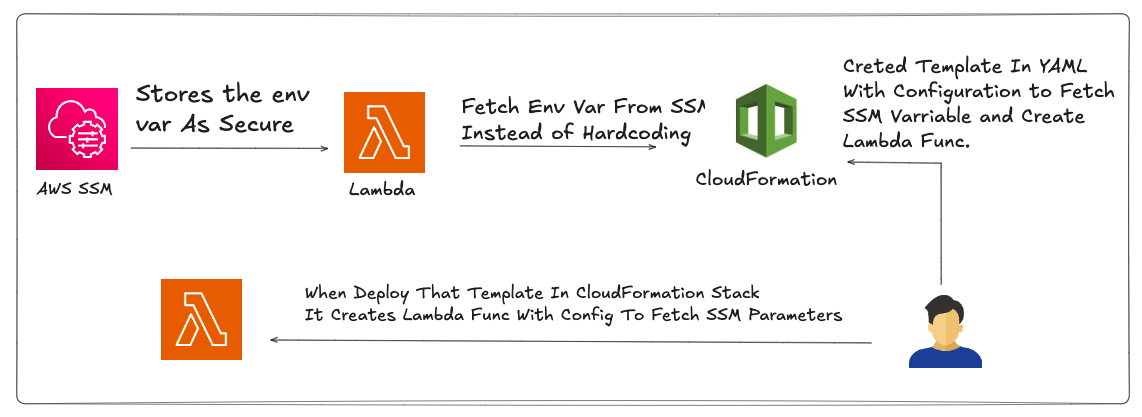 Stores the env
var As Secure
AWS SSM
Lambda
Fetch Env Var From SSM
Instead of Hardcoding
CloudFormation
Creted Template In YAML
With Configuration to Fetch
SSM Varriable and Create
Lambda Func.
When Deploy That Template In CloudFormation Stack
It Creates Lambda Func With Config To Fetch SSM Parameters